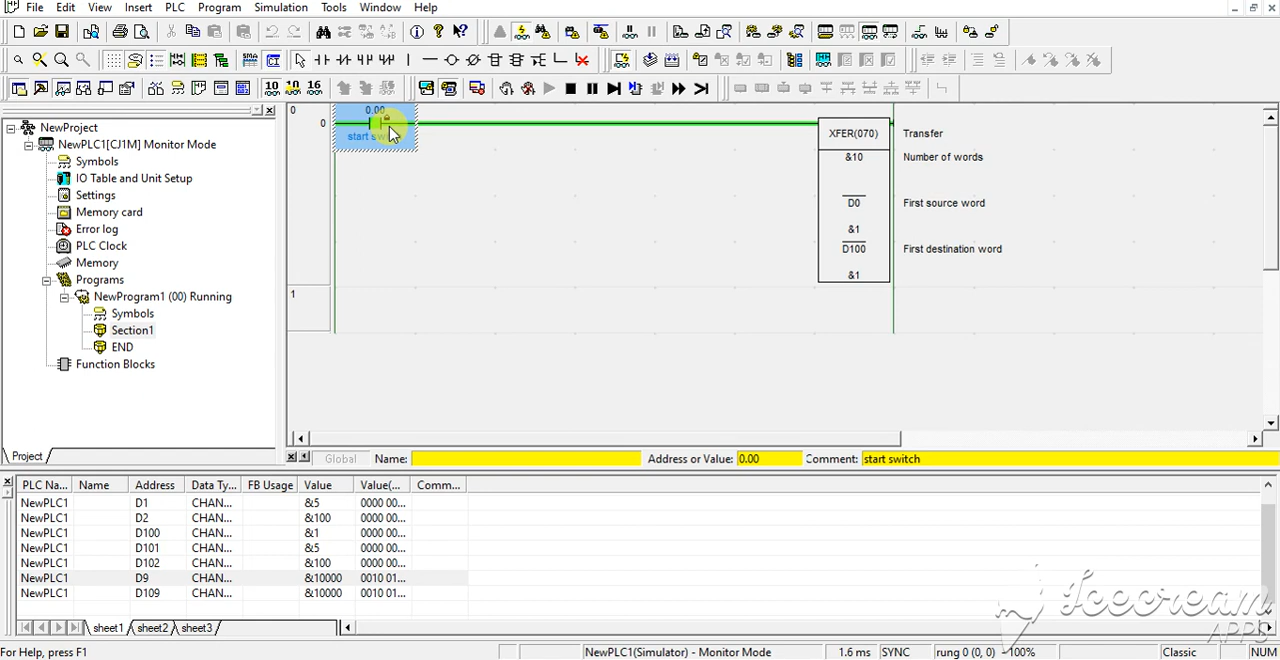 File Edit View Insert PLC Program Simulation Tools Window Help
10 10 16
NewProject
NewPLC1[CJ1M] Monitor Mode
Symbols
IO Table and Unit Setup
Settings
Memory card
Error log
PLC Clock
Memory
Programs
NewProgram1 (00) Running
Symbols
Section1
END
Function Blocks
Project
0
0
1
0.00
start
XFER(070) Transfer
&10 Number of words
D0 First source word
&1
D100 First destination word
&1
Global Name: Address or Value: 0.00 Comment: start switch
PLC Na... Name Address Data Ty... FB Usage Value Value(... Comm...
NewPLC1 D1 CHAN... &5 0000 00...
NewPLC1 D2 CHAN... &100 0000 00...
NewPLC1 D100 CHAN... &1 0000 00...
NewPLC1 D101 CHAN... &5 0000 00...
NewPLC1 D102 CHAN... &100 0000 00...
NewPLC1 D9 CHAN... &10000 0010 01...
NewPLC1 D109 CHAN... &10000 0010 01...
sheet1 sheet2 sheet3
Icecream
APPS
For Help, press F1 NewPLC1(Simulator) - Monitor Mode 1.6 ms SYNC rung 0 (0, 0) - 100% Classic NUM